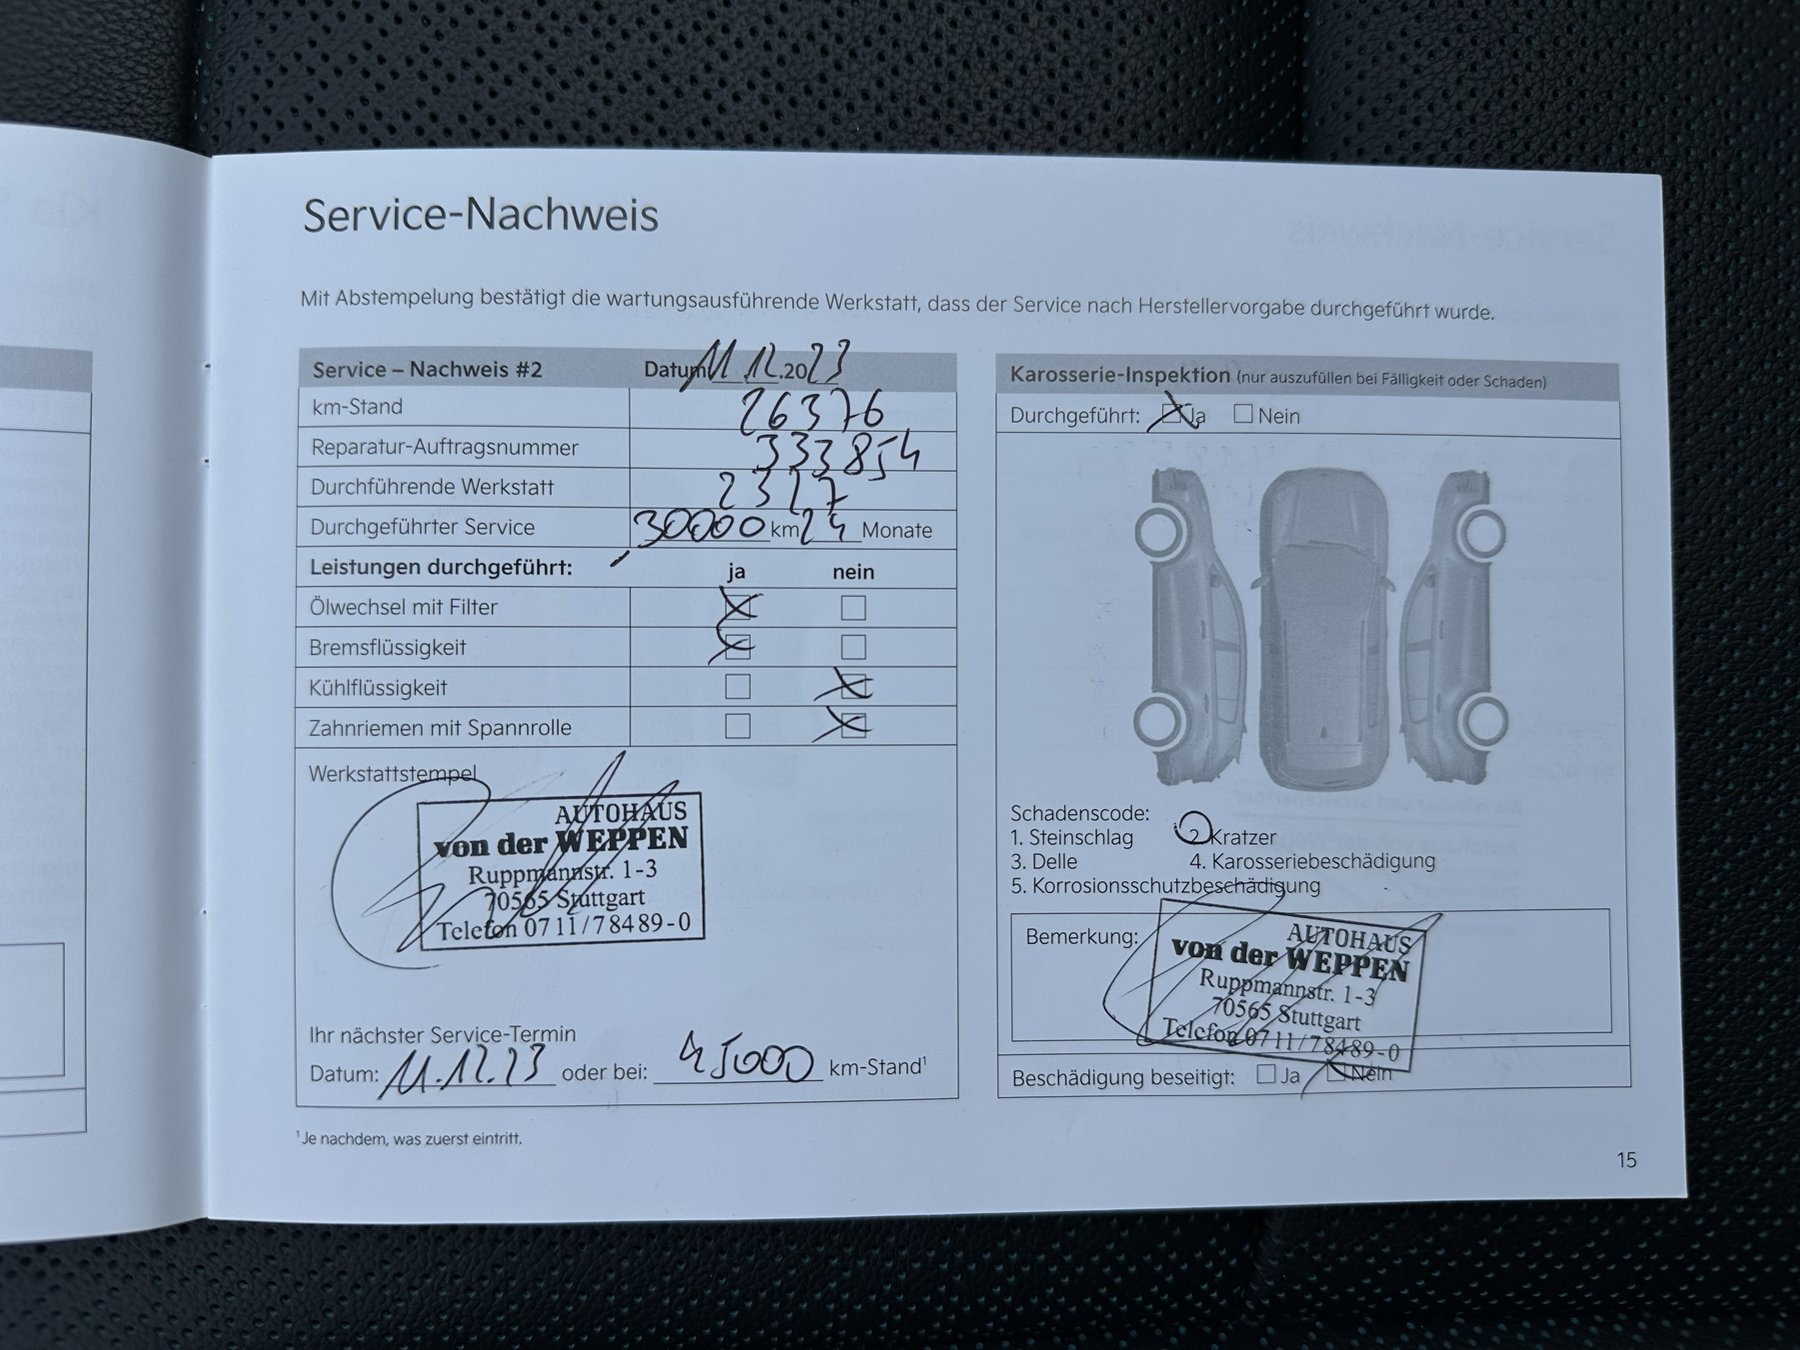 Service-Nachweis
Mit Abstempelung bestätigt die wartungsausführende Werkstatt, dass der Service nach Herstellervorgabe durchgeführt wurde.
Service – Nachweis #2 Datum 11.12.2023
km-Stand 26376
Reparatur-Auftragsnummer 333854
Durchführende Werkstatt 2327
Durchgeführter Service 30000 km 24 Monate
Leistungen durchgeführt: ja nein
Ölwechsel mit Filter
Bremsflüssigkeit
Kühlflüssigkeit
Zahnriemen mit Spannrolle
Werkstattstempel
AUTOHAUS
von der WEPPEN
Ruppmannstr. 1-3
70565 Stuttgart
Telefon 0711/78489-0
Ihr nächster Service-Termin
Datum: 11.12.23 oder bei: 45000 km-Stand¹
¹Je nachdem, was zuerst eintritt.
Karosserie-Inspektion (nur auszufüllen bei Fälligkeit oder Schaden)
Durchgeführt: Ja Nein
Schadenscode:
1. Steinschlag 2. Kratzer
3. Delle 4. Karosseriebeschädigung
5. Korrosionsschutzbeschädigung
Bemerkung:
AUTOHAUS
von der WEPPEN
Ruppmannstr. 1-3
70565 Stuttgart
Telefon 0711/78489-0
Beschädigung beseitigt: Ja Nein
15